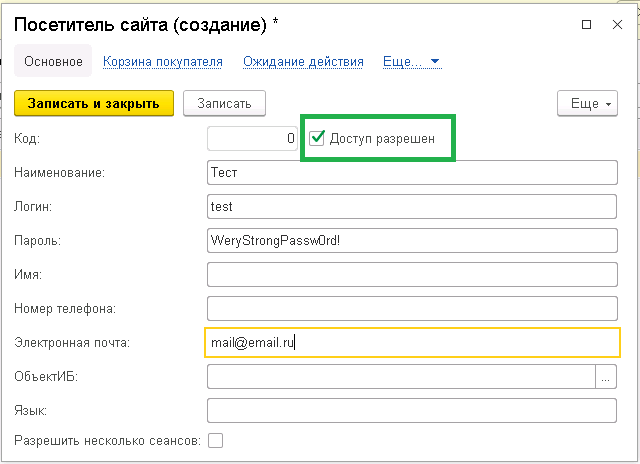 Посетитель сайта (создание) *
Основное Корзина покупателя Ожидание действия Еще...
Записать и закрыть Записать Еще
Код: 0 Доступ разрешен
Наименование: Тест
Логин: test
Пароль: WeryStrongPassw0rd!
Имя:
Номер телефона:
Электронная почта: mail@email.ru
ОбъектИБ: ...
Язык:
Разрешить несколько сеансов: